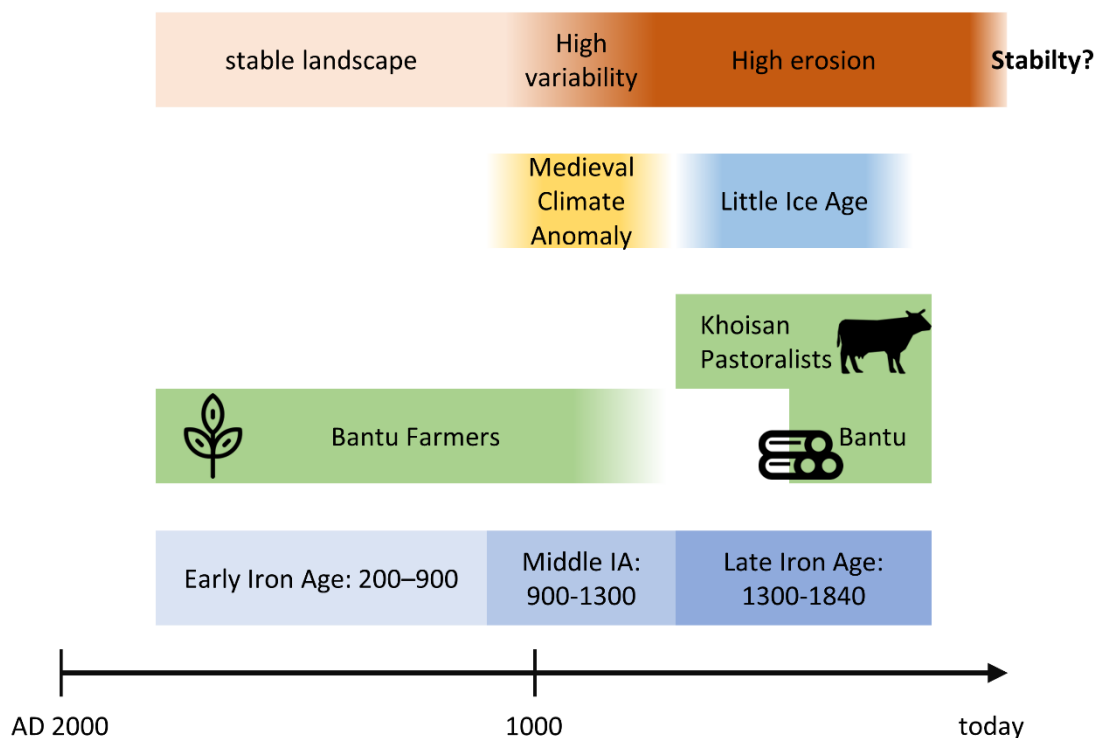 stable landscape
High
variability
High erosion
Stabilty?
Medieval
Climate
Anomaly
Little Ice Age
Khoisan
Pastoralists
Bantu Farmers
Bantu
Early Iron Age: 200–900
Middle IA:
900-1300
Late Iron Age:
1300-1840
AD 2000
1000
today